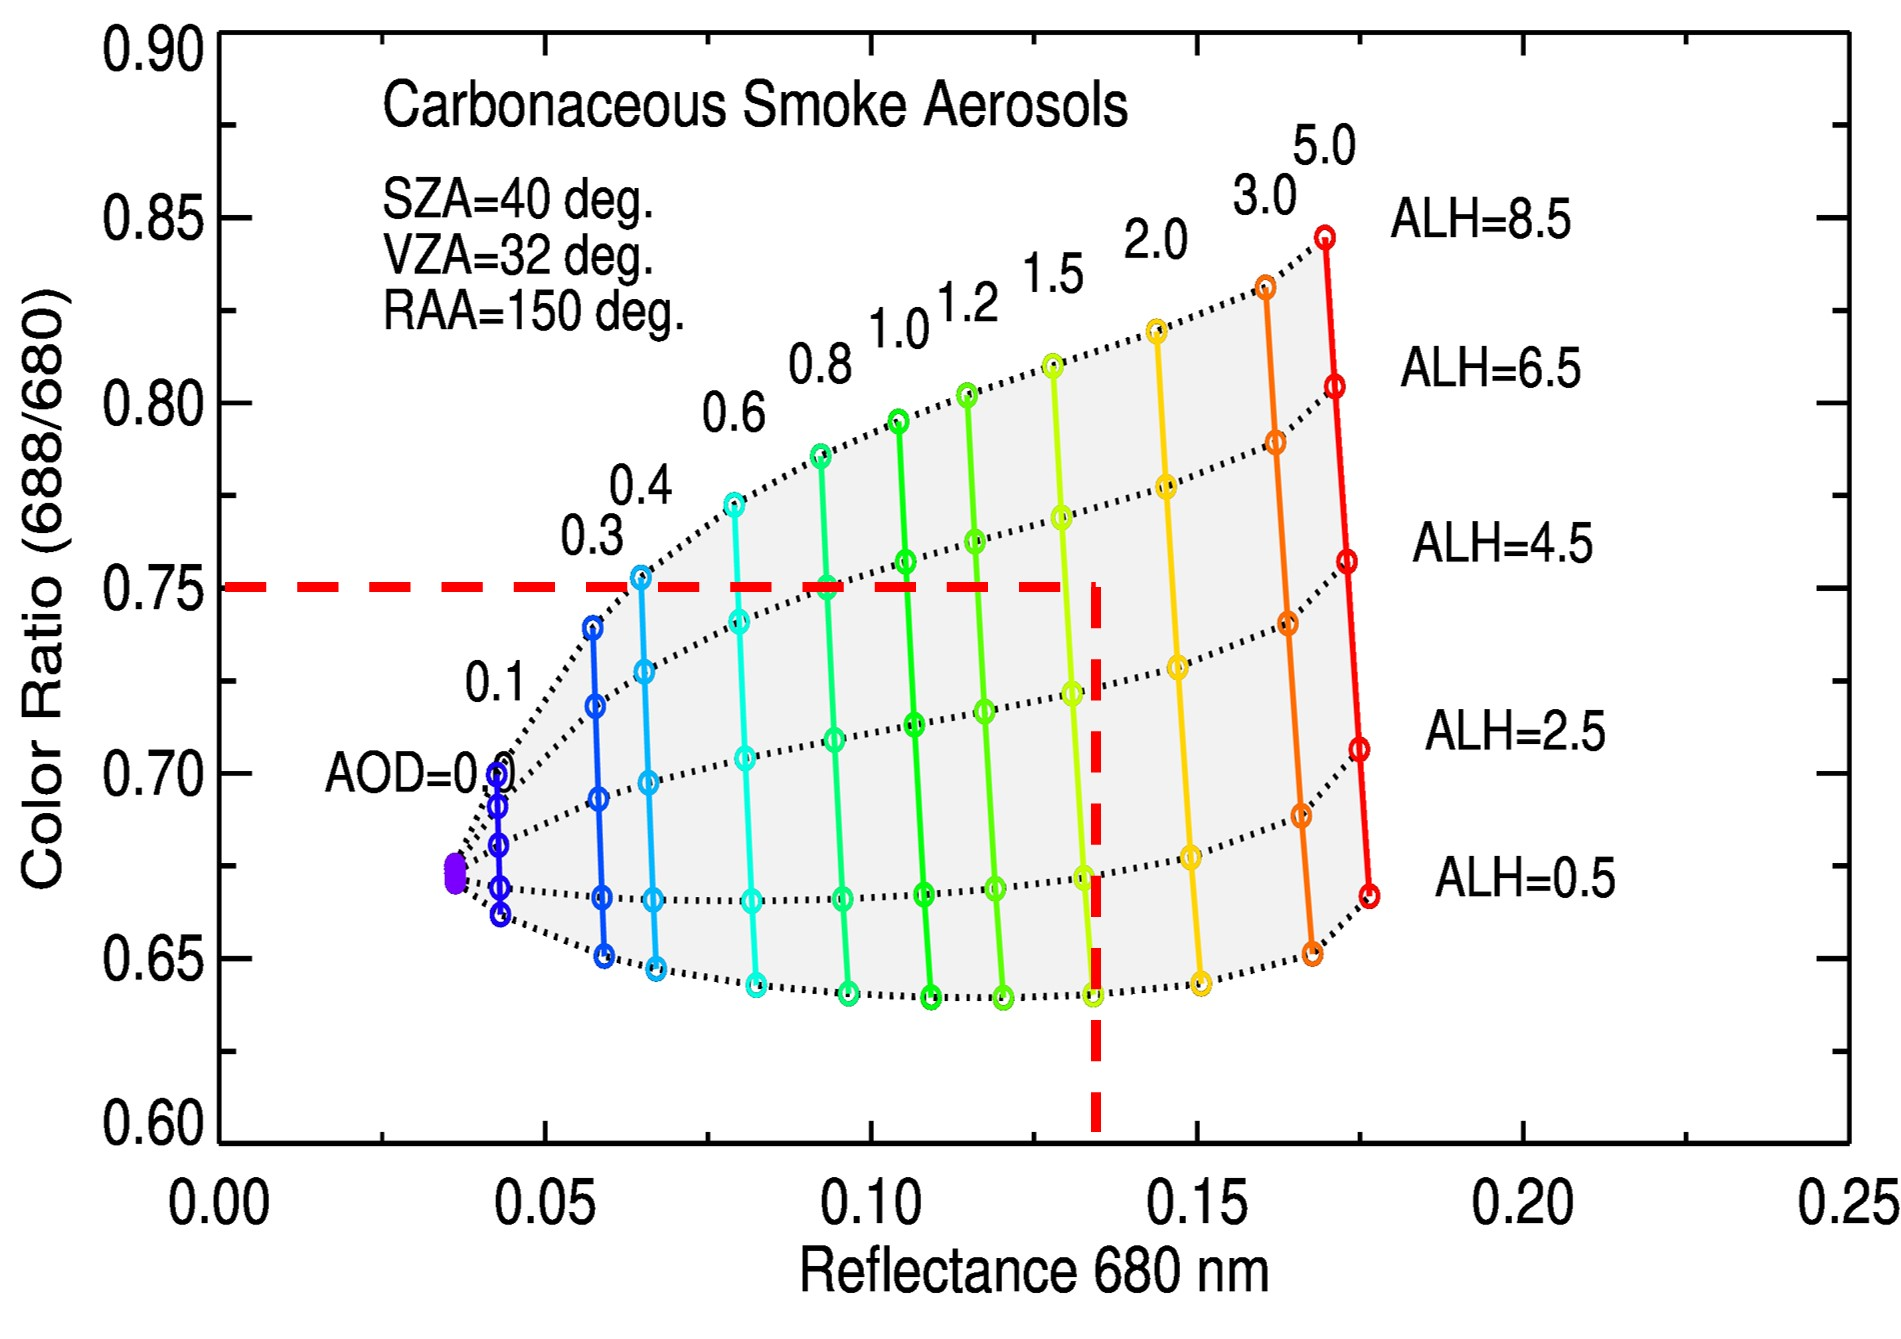 0.90
Carbonaceous Smoke Aerosols
5.0
SZA=40 deg.
3.0
0.85
ALH=8.5
VZA=32 deg.
2.0
1.5
RAA=150 deg.
1.2
1.0
0.8
ALH=6.5
0.80
0.6
0.4
0.3
ALH=4.5
0.75
0.1
ALH=2.5
0.70
AOD=0.0
ALH=0.5
0.65
0.60
Color Ratio (688/680)
0.00 0.05 0.10 0.15 0.20 0.25
Reflectance 680 nm